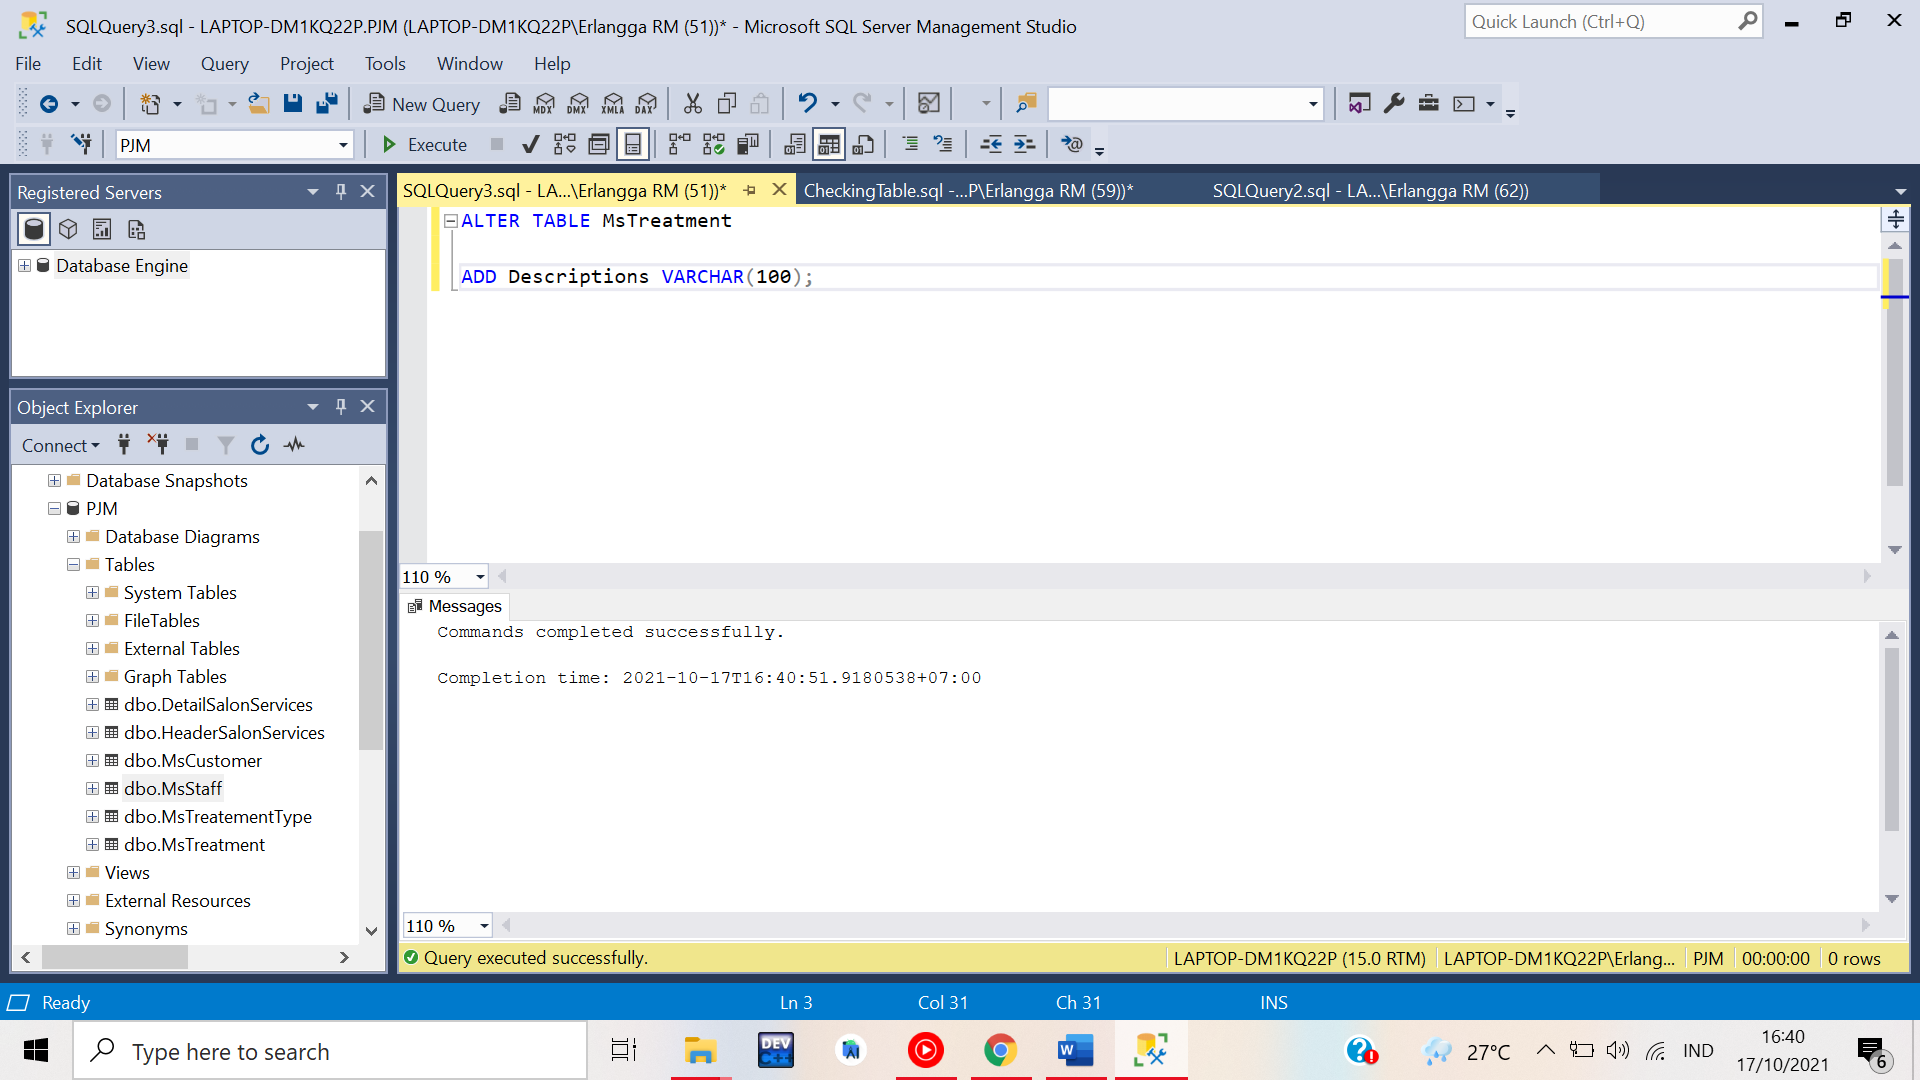 SQLQuery3.sql - LAPTOP-DM1KQ22P.PJM (LAPTOP-DM1KQ22P\Erlangga RM (51))* - Microsoft SQL Server Management Studio
Quick Launch (Ctrl+Q)
File Edit View Query Project Tools Window Help
New Query MDX DMX XMLA DAX
PJM Execute
Registered Servers
Database Engine
SQLQuery3.sql - LA...\Erlangga RM (51))* CheckingTable.sql -...P\Erlangga RM (59))* SQLQuery2.sql - LA...\Erlangga RM (62))
ALTER TABLE MsTreatment
ADD Descriptions VARCHAR(100);
Object Explorer
Connect
Database Snapshots
PJM
Database Diagrams
Tables
System Tables
FileTables
External Tables
Graph Tables
dbo.DetailSalonServices
dbo.HeaderSalonServices
dbo.MsCustomer
dbo.MsStaff
dbo.MsTreatementType
dbo.MsTreatment
Views
External Resources
Synonyms
110 %
Messages
Commands completed successfully.
Completion time: 2021-10-17T16:40:51.9180538+07:00
110 %
Query executed successfully. LAPTOP-DM1KQ22P (15.0 RTM) LAPTOP-DM1KQ22P\Erlang... PJM 00:00:00 0 rows
Ready Ln 3 Col 31 Ch 31 INS
Type here to search
DEV C++
W
27°C
IND
16:40
17/10/2021
6